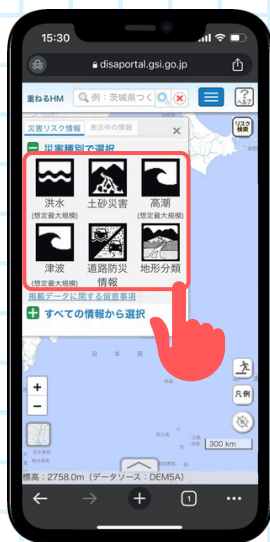 15:30
disaportal.gsi.go.jp
重ねるHM
例：茨城県つく
ヘルプ
リスク検索
災害リスク情報
表示中の情報
災害種別で選択
洪水
(想定最大規模)
土砂災害
高潮
(想定最大規模)
津波
(想定最大規模)
道路防災
情報
地形分類
掲載データに関する留意事項
すべての情報から選択
日 本 国
+
−
凡例
300 km
標高：2758.0m（データソース：DEM5A）
1